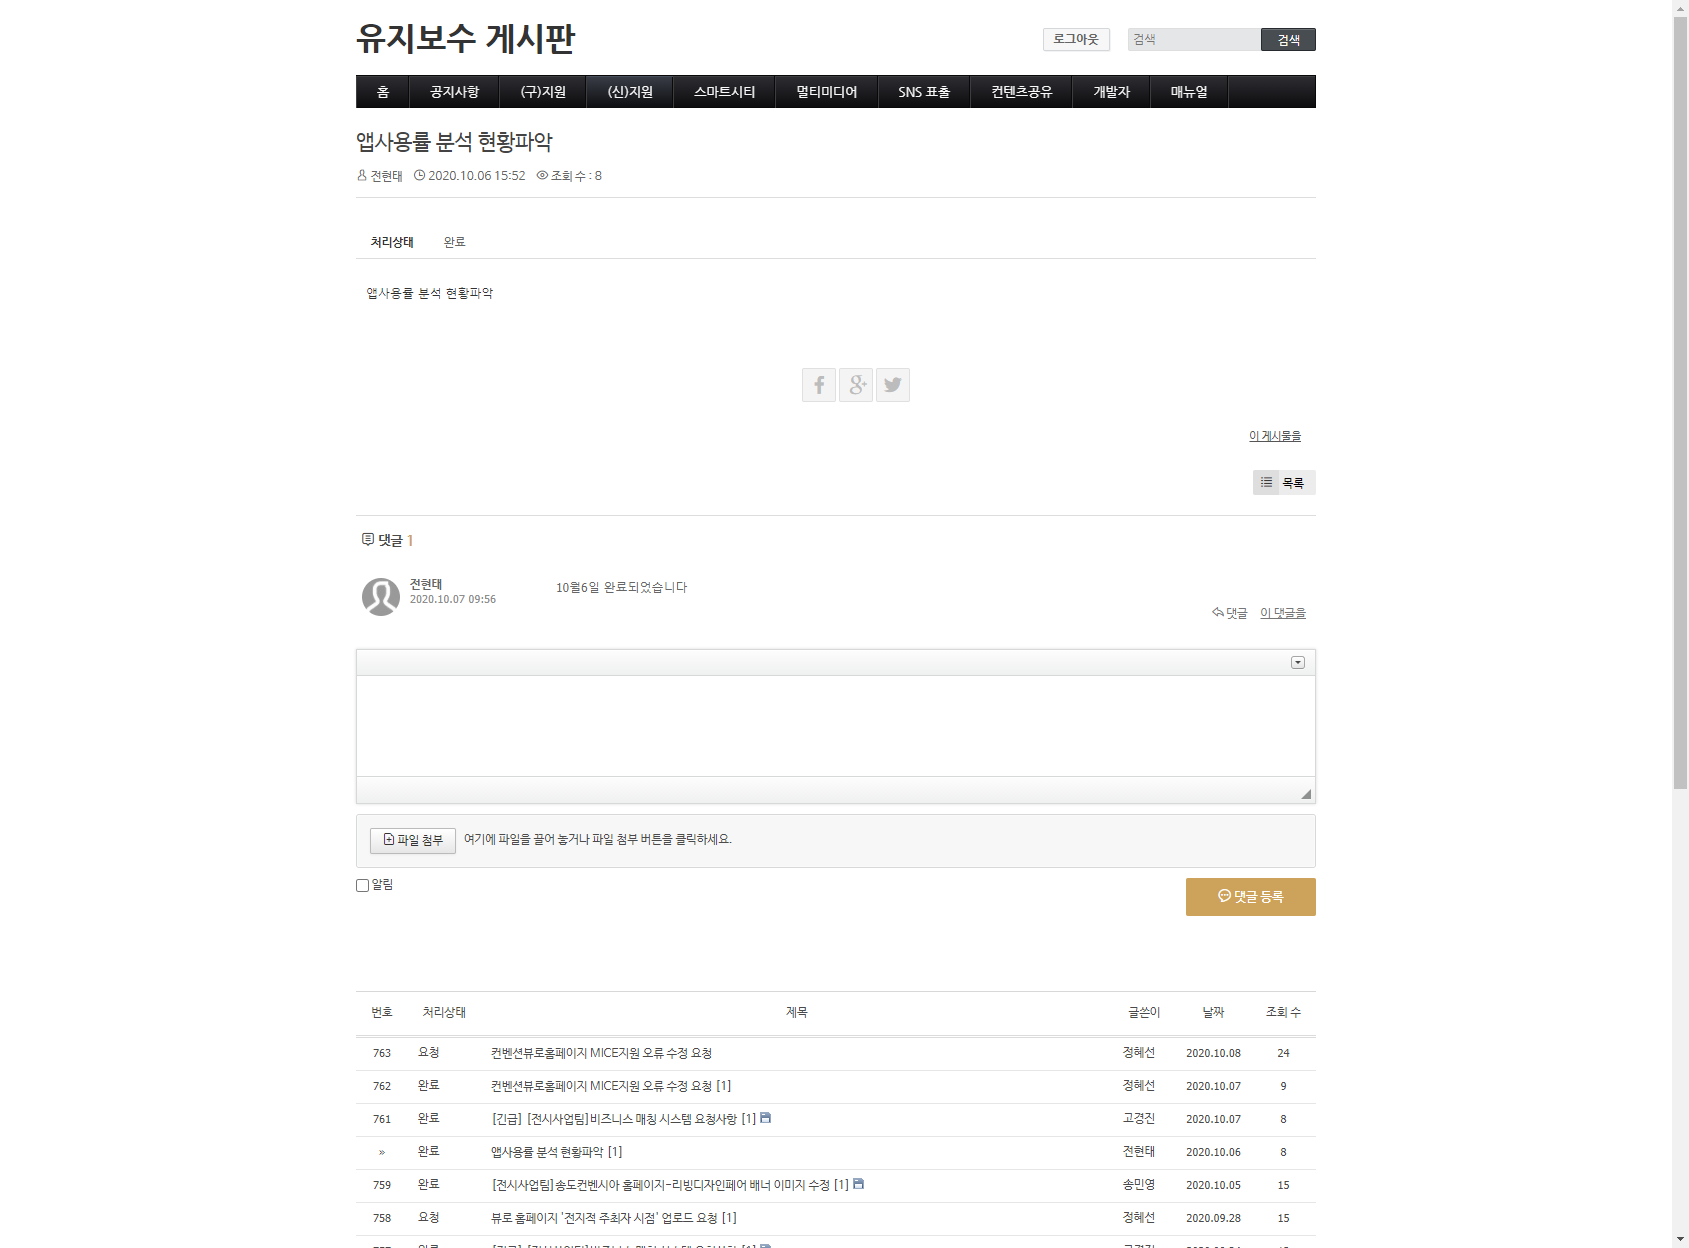 유지보수 게시판
로그아웃 검색 검색
홈 공지사항 (구)지원 (신)지원 스마트시티 멀티미디어 SNS 표출 컨텐츠공유 개발자 매뉴얼
앱사용률 분석 현황파악
전현태 2020.10.06 15:52 조회 수 : 8
처리상태 완료
앱사용률 분석 현황파악
이 게시물을
목록
댓글 1
전현태
10월6일 완료되었습니다
2020.10.07 09:56
댓글 이 댓글을
파일 첨부 여기에 파일을 끌어 놓거나 파일 첨부 버튼을 클릭하세요.
알림
댓글 등록
번호 처리상태 제목 글쓴이 날짜 조회 수
763 요청 컨벤션뷰로홈페이지 MICE지원 오류 수정 요청 정혜선 2020.10.08 24
762 완료 컨벤션뷰로홈페이지 MICE지원 오류 수정 요청 [1] 정혜선 2020.10.07 9
761 완료 [긴급] [전시사업팀]비즈니스 매칭 시스템 요청사항 [1] 고경진 2020.10.07 8
» 완료 앱사용률 분석 현황파악 [1] 전현태 2020.10.06 8
759 완료 [전시사업팀]송도컨벤시아 홈페이지-리빙디자인페어 배너 이미지 수정 [1] 송민영 2020.10.05 15
758 요청 뷰로 홈페이지 '전지적 주최자 시점' 업로드 요청 [1] 정혜선 2020.09.28 15